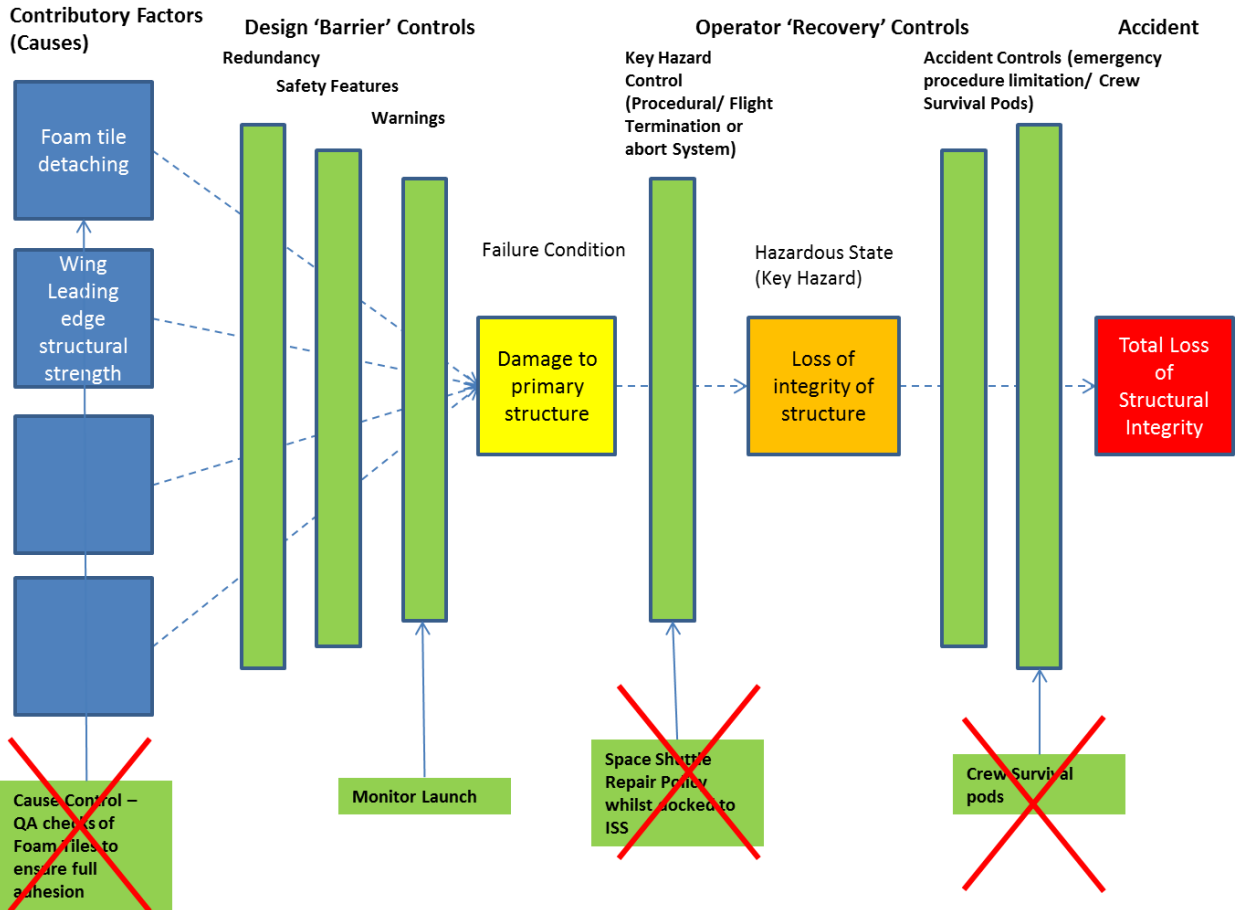 Contributory Factors
(Causes)
Design ‘Barrier’ Controls
Operator ‘Recovery’ Controls
Accident
Redundancy
Safety Features
Warnings
Key Hazard
Control
(Procedural/ Flight
Termination or
abort System)
Accident Controls (emergency
procedure limitation/ Crew
Survival Pods)
Foam tile
detaching
Wing
Leading
edge
structural
strength
Failure Condition
Hazardous State
(Key Hazard)
Damage to
primary
structure
Loss of
integrity of
structure
Total Loss
of
Structural
Integrity
Cause Control –
QA checks of
Foam Tiles to
ensure full
adhesion
Monitor Launch
Space Shuttle
Repair Policy
whilst docked to
ISS
Crew Survival
pods